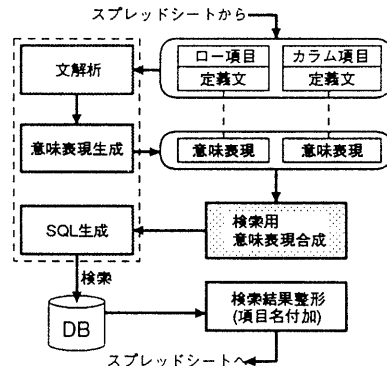 スプレッドシートから
ロー項目
定義文
カラム項目
定義文
文解析
意味表現生成
意味表現
意味表現
SQL生成
検索用
意味表現合成
検索
DB
検索結果整形
(項目名付加)
スプレッドシートへ